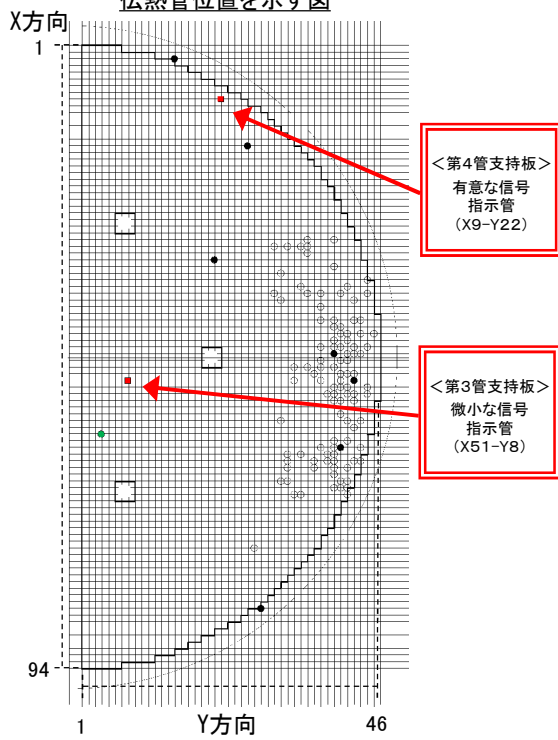 伝熱管位置を示す図
X方向
1
<第4管支持板>
有意な信号
指示管
(X9-Y22)
<第3管支持板>
微小な信号
指示管
(X51-Y8)
94
1
Y方向
46